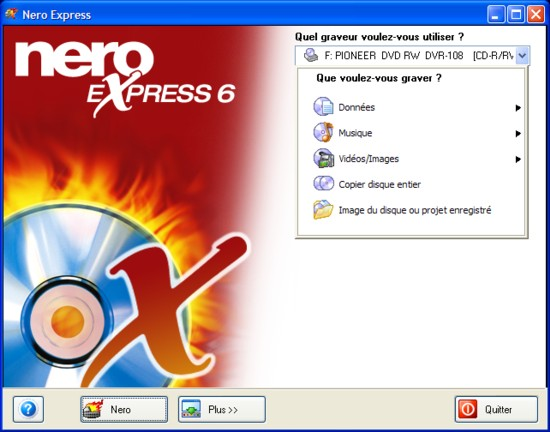 Nero Express
nero
EXPRESS 6
Quel graveur voulez-vous utiliser ?
F: PIONEER DVD RW DVR-108 [CD-R/RW
Que voulez-vous graver ?
Données
Musique
Vidéos/Images
Copier disque entier
Image du disque ou projet enregistré
?
Nero
Plus >>
Quitter